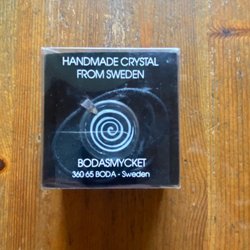 HANDMADE CRYSTAL
FROM SWEDEN
BODASMYCKET
360 65 BODA - Sweden